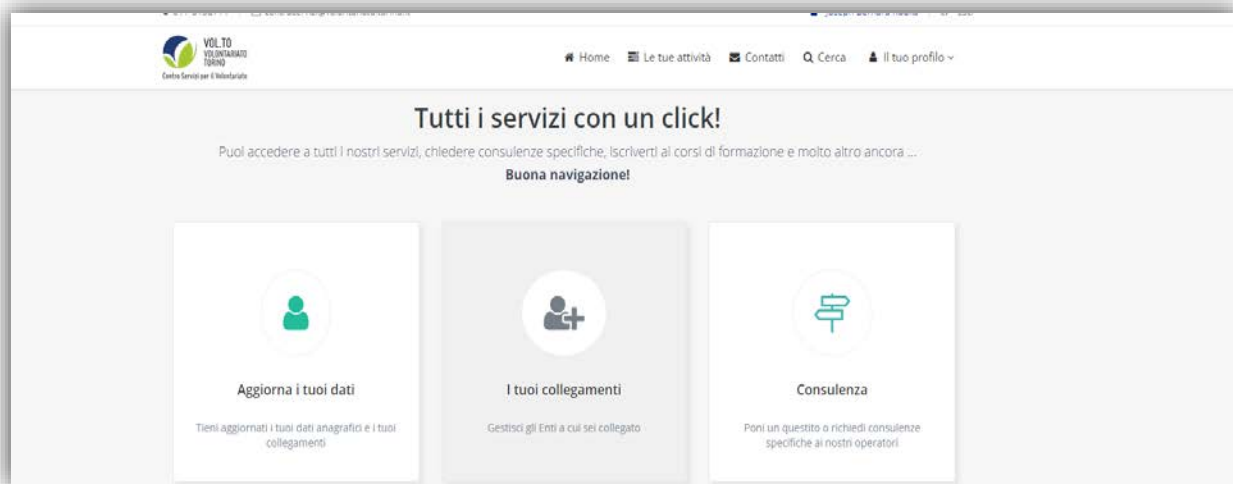 VOL.TO
VOLONTARIATO
TORINO
Centro Servizi per il Volontariato
Home Le tue attività Contatti Cerca Il tuo profilo
Tutti i servizi con un click!
Puoi accedere a tutti i nostri servizi, chiedere consulenze specifiche, iscriverti ai corsi di formazione e molto altro ancora ...
Buona navigazione!
Aggiorna i tuoi dati
Tieni aggiornati i tuoi dati anagrafici e i tuoi
collegamenti
I tuoi collegamenti
Gestisci gli Enti a cui sei collegato
Consulenza
Poni un quesito o richiedi consulenze
specifiche ai nostri operatori